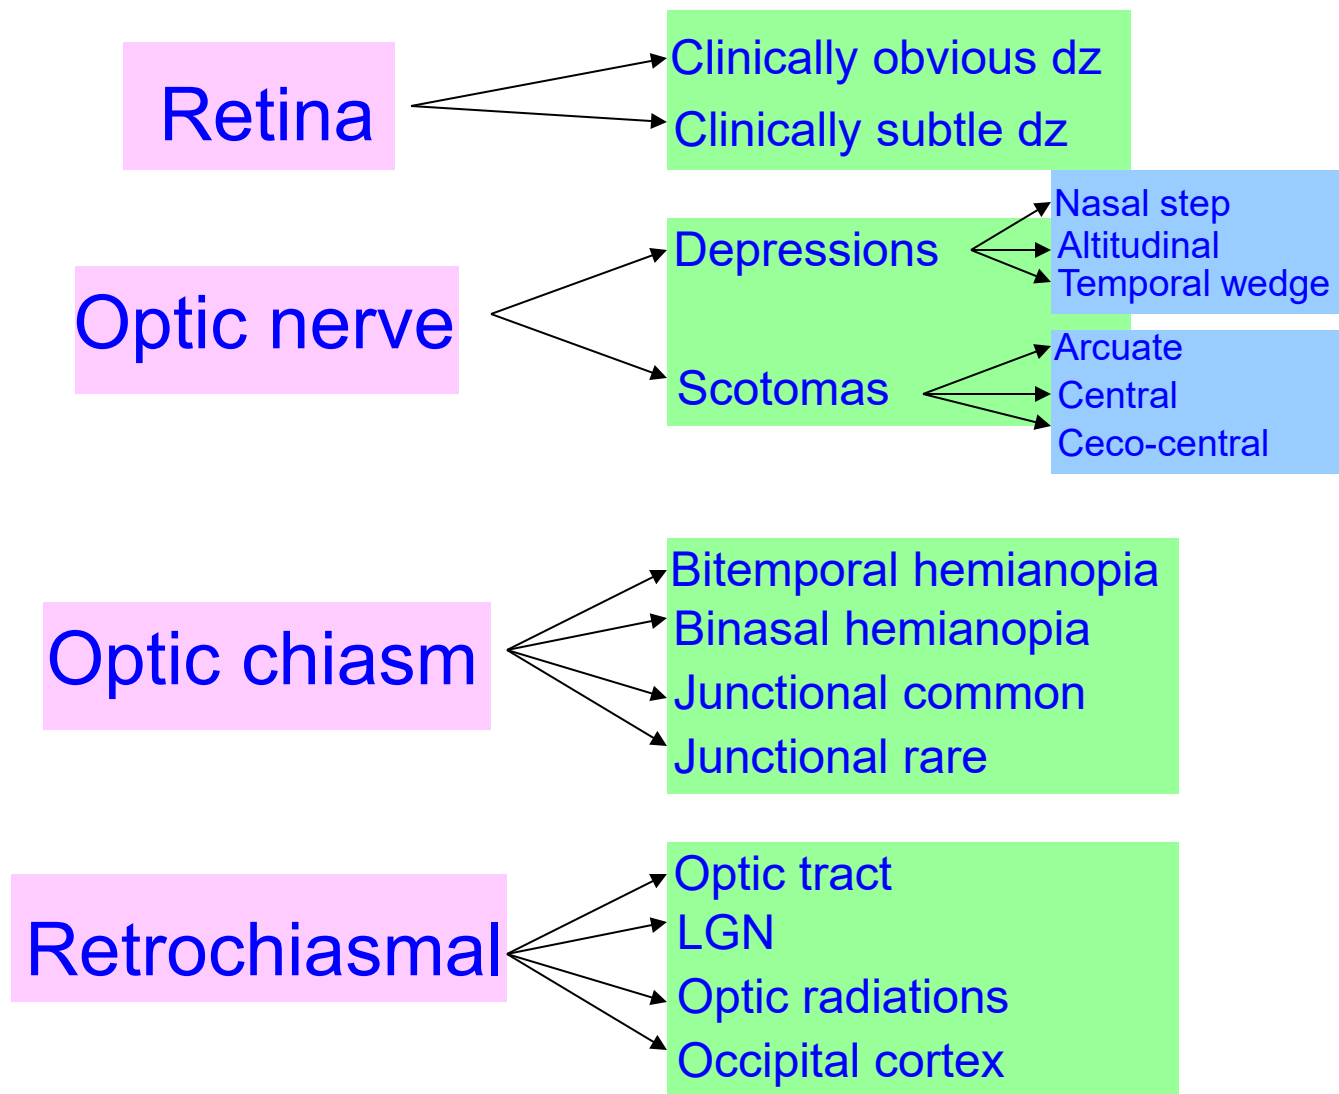 Retina
Clinically obvious dz
Clinically subtle dz
Optic nerve
Depressions
Nasal step
Altitudinal
Temporal wedge
Scotomas
Arcuate
Central
Ceco-central
Optic chiasm
Bitemporal hemianopia
Binasal hemianopia
Junctional common
Junctional rare
Retrochiasmal
Optic tract
LGN
Optic radiations
Occipital cortex